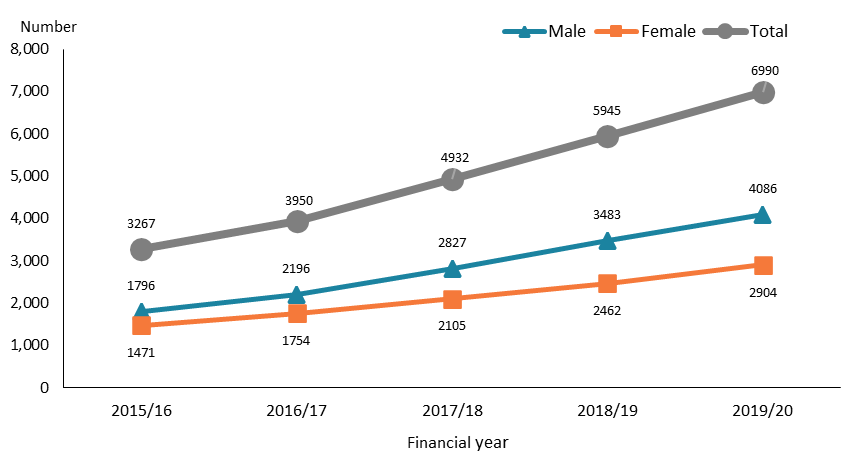 Number
Male Female Total
8,000
7,000
6,000
5,000
4,000
3,000
2,000
1,000
0
3267 3950 4932 5945 6990
1796 2196 2827 3483 4086
1471 1754 2105 2462 2904
2015/16 2016/17 2017/18 2018/19 2019/20
Financial year